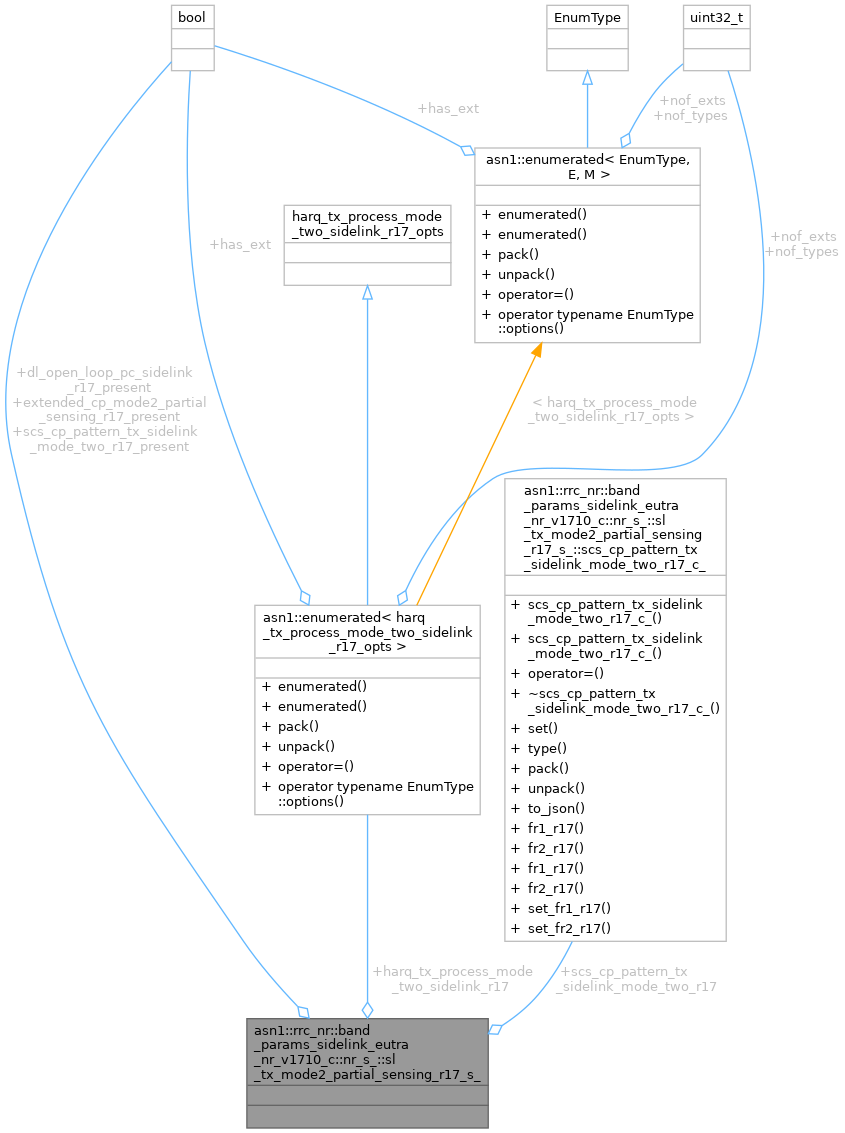 bool
EnumType
uint32_t
+has_ext
+nof_exts
+nof_types
asn1::enumerated< EnumType,
E, M >
+ enumerated()
+ enumerated()
+ pack()
+ unpack()
+ operator=()
+ operator typename EnumType
::options()
harq_tx_process_mode
_two_sidelink_r17_opts
+has_ext
+nof_exts
+nof_types
+dl_open_loop_pc_sidelink
_r17_present
+extended_cp_mode2_partial
_sensing_r17_present
+scs_cp_pattern_tx_sidelink
_mode_two_r17_present
< harq_tx_process_mode
_two_sidelink_r17_opts >
asn1::rrc_nr::band
_params_sidelink_eutra
_nr_v1710_c::nr_s_::sl
_tx_mode2_partial_sensing
_r17_s_::scs_cp_pattern_tx
_sidelink_mode_two_r17_c_
+ scs_cp_pattern_tx_sidelink
_mode_two_r17_c_()
+ scs_cp_pattern_tx_sidelink
_mode_two_r17_c_()
+ operator=()
+ ~scs_cp_pattern_tx
_sidelink_mode_two_r17_c_()
+ set()
+ type()
+ pack()
+ unpack()
+ to_json()
+ fr1_r17()
+ fr2_r17()
+ fr1_r17()
+ fr2_r17()
+ set_fr1_r17()
+ set_fr2_r17()
asn1::enumerated< harq
_tx_process_mode_two_sidelink
_r17_opts >
+ enumerated()
+ enumerated()
+ pack()
+ unpack()
+ operator=()
+ operator typename EnumType
::options()
+harq_tx_process_mode
_two_sidelink_r17
+scs_cp_pattern_tx
_sidelink_mode_two_r17
asn1::rrc_nr::band
_params_sidelink_eutra
_nr_v1710_c::nr_s_::sl
_tx_mode2_partial_sensing_r17_s_